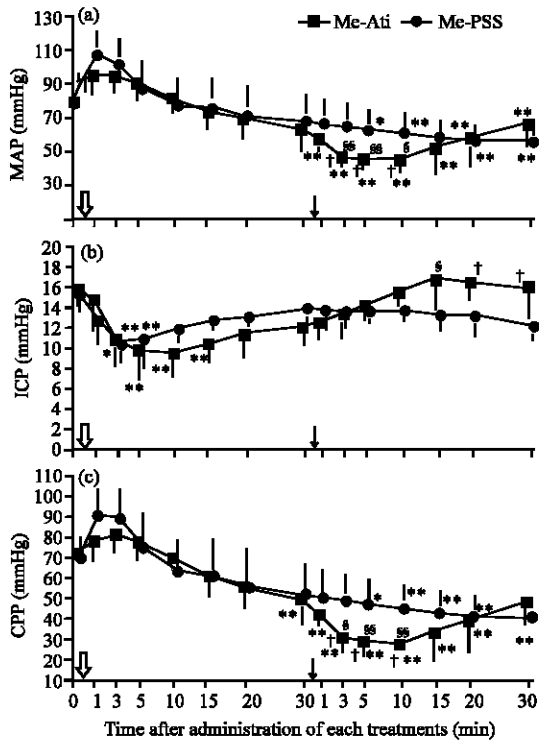 (a)
Me-Ati Me-PSS
MAP (mmHg)
130
110
90
70
50
30
** †** §§ †** §§ * †** § ** ** ** ** ** ** **
(b)
ICP (mmHg)
20
18
16
14
12
10
8
6
4
2
0
* ** ** ** ** ** § † †
(c)
CPP (mmHg)
100
90
80
70
60
50
40
30
20
10
** ** †** § †** §§ * †** §§ ** ** ** ** ** **
0 1 3 5 10 15 20 30 1 3 5 10 15 20 30
Time after administration of each treatments (min)